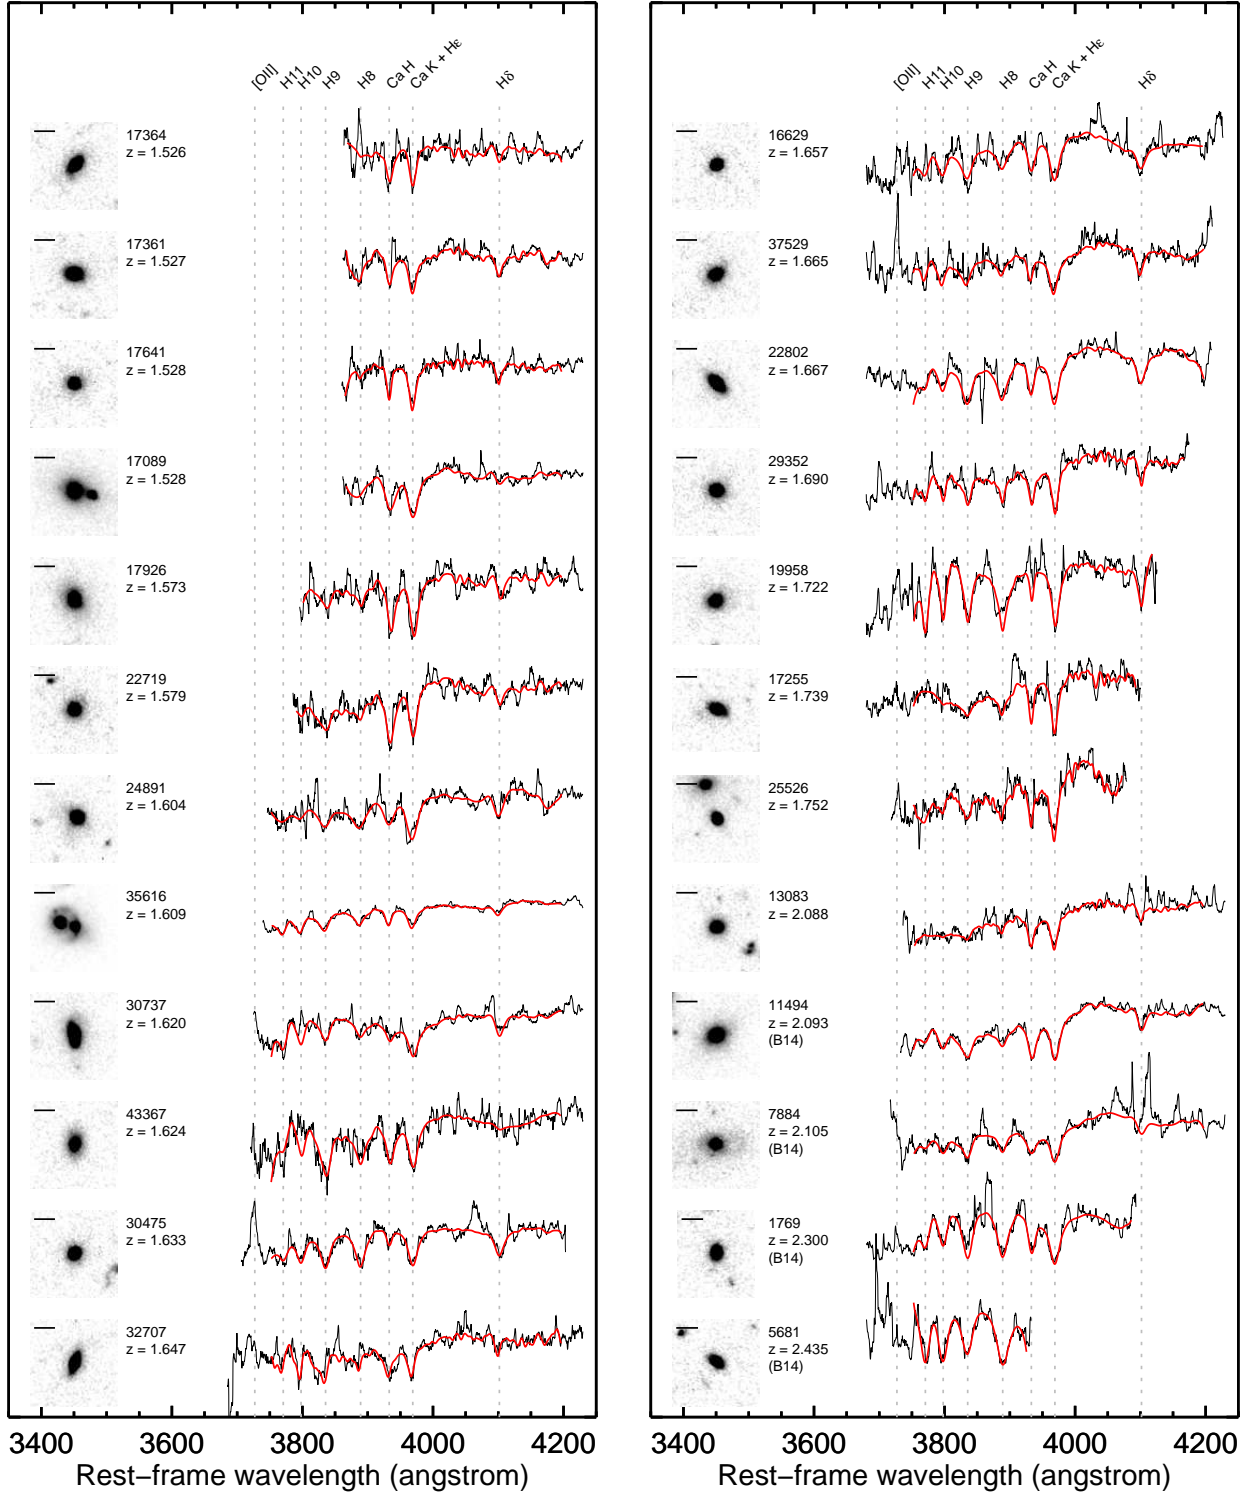 [OII] H11 H10 H9 H8 Ca H Ca K + Hε Hδ
17364
z = 1.526
17361
z = 1.527
17641
z = 1.528
17089
z = 1.528
17926
z = 1.573
22719
z = 1.579
24891
z = 1.604
35616
z = 1.609
30737
z = 1.620
43367
z = 1.624
30475
z = 1.633
32707
z = 1.647
3400 3600 3800 4000 4200
Rest−frame wavelength (angstrom)
[OII] H11 H10 H9 H8 Ca H Ca K + Hε Hδ
16629
z = 1.657
37529
z = 1.665
22802
z = 1.667
29352
z = 1.690
19958
z = 1.722
17255
z = 1.739
25526
z = 1.752
13083
z = 2.088
11494
z = 2.093
(B14)
7884
z = 2.105
(B14)
1769
z = 2.300
(B14)
5681
z = 2.435
(B14)
3400 3600 3800 4000 4200
Rest−frame wavelength (angstrom)